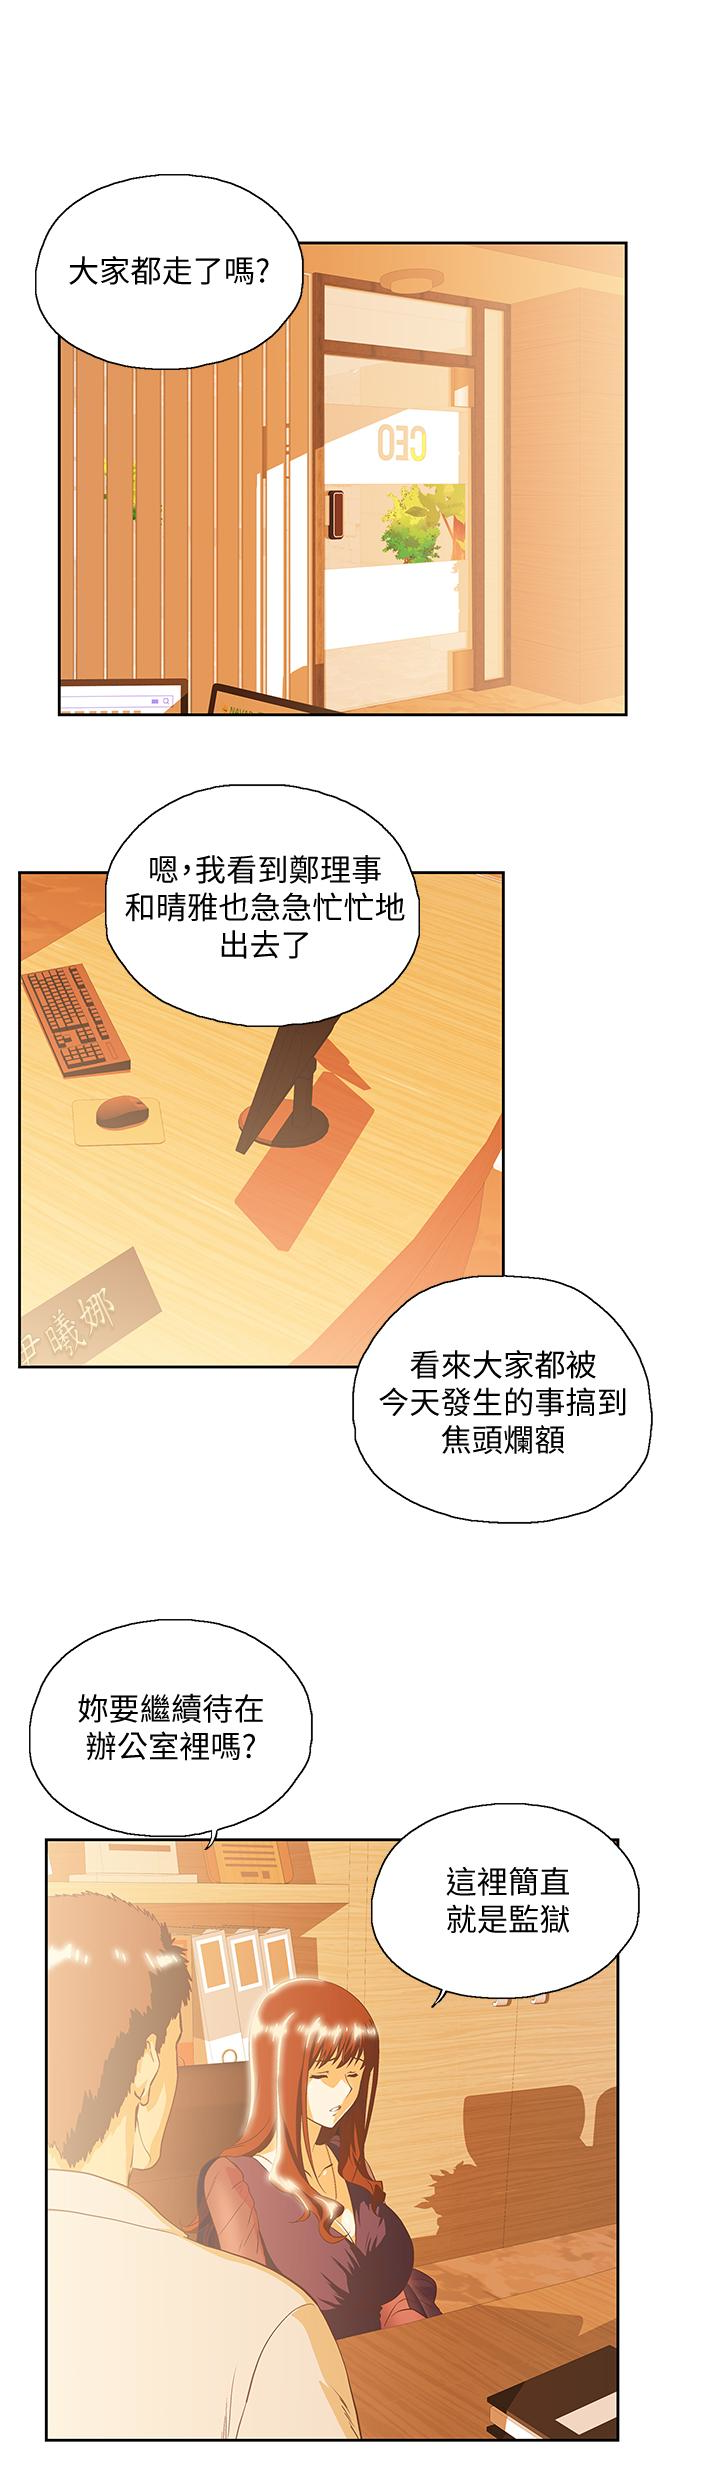 大家都走了嗎?
CEO
NAVA
嗯,我看到鄭理事
和晴雅也急急忙忙地
出去了
尹曦娜
看來大家都被
今天發生的事搞到
焦頭爛額
妳要繼續待在
辦公室裡嗎?
這裡簡直
就是監獄